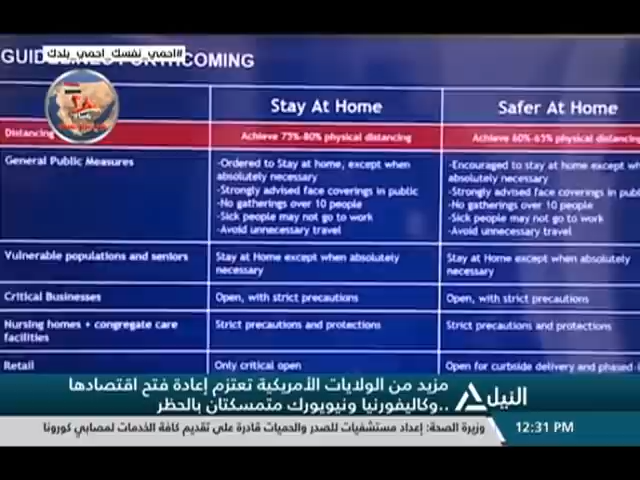 #احمي_نفسك_احمي_بلدك
COMING
Stay At Home
Safer At Home
Distancing
Achieve 75%-80% physical distancing
Achieve 60%-65% physical distancing
General Public Measures
-Ordered to Stay at home, except when absolutely necessary
-Strongly advised face coverings in public
-No gatherings over 10 people
-Sick people may not go to work
-Avoid unnecessary travel
-Encouraged to stay at home except wh
absolutely necessary
-Strongly advised face coverings in publ
-No gatherings over 10 people
-Sick people may not go to work
-Avoid unnecessary travel
Vulnerable populations and seniors
Stay at Home except when absolutely
necessary
Stay at Home except when absolutely
necessary
Critical Businesses
Open, with strict precautions
Open, with strict precautions
Nursing homes + congregate care
facilities
Strict precautions and protections
Strict precautions and protections
Retail
Only critical open
Open for curbside delivery and phased-i
مزيد من الولايات الأمريكية تعتزم إعادة فتح اقتصادها
..وكاليفورنيا ونيويورك متمسكتان بالحظر
النيل
وزيرة الصحة: إعداد مستشفيات للصدر والحميات قادرة على تقديم كافة الخدمات لمصابي كورونا
12:31 PM